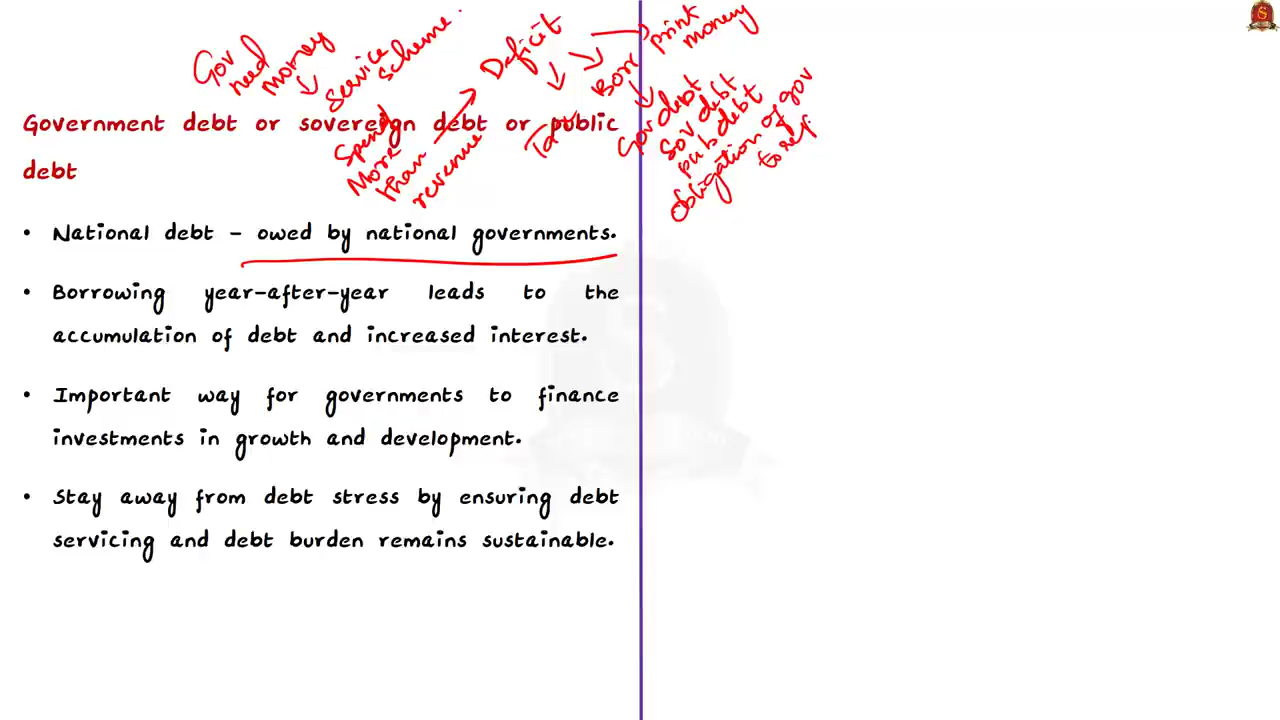 Gov
need
money
service
scheme.
Spend
More
than
revenue
Deficit
Tax
Borr
print
money
Gov debt
Sov debt
pub debt
obligation of gov
to rep.
Government debt or sovereign debt or public
debt
• National debt – owed by national governments.
• Borrowing year-after-year leads to the
accumulation of debt and increased interest.
• Important way for governments to finance
investments in growth and development.
• Stay away from debt stress by ensuring debt
servicing and debt burden remains sustainable.
S